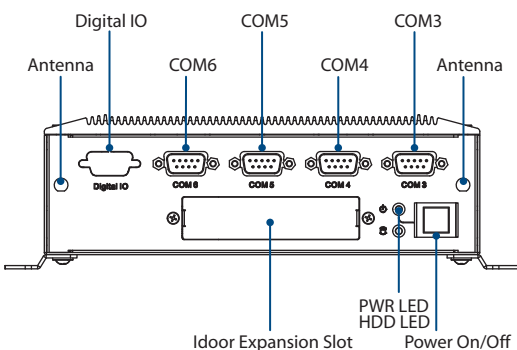 Digital IO COM5 COM3
Antenna COM6 COM4 Antenna
Digital IO COM 6 COM 5 COM 4 COM 3
PWR LED
HDD LED
Idoor Expansion Slot Power On/Off